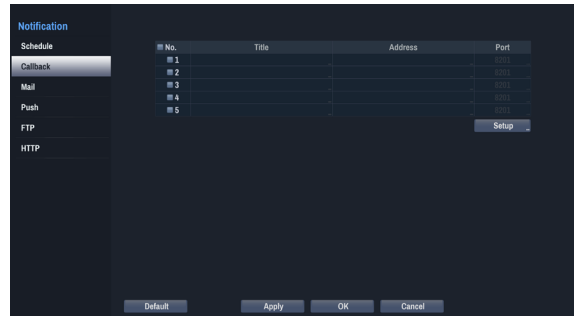 Notification
Schedule
Callback
Mail
Push
FTP
HTTP
No. Title Address Port
1 8201
2 8201
3 8201
4 8201
5 8201
Setup
Default Apply OK Cancel